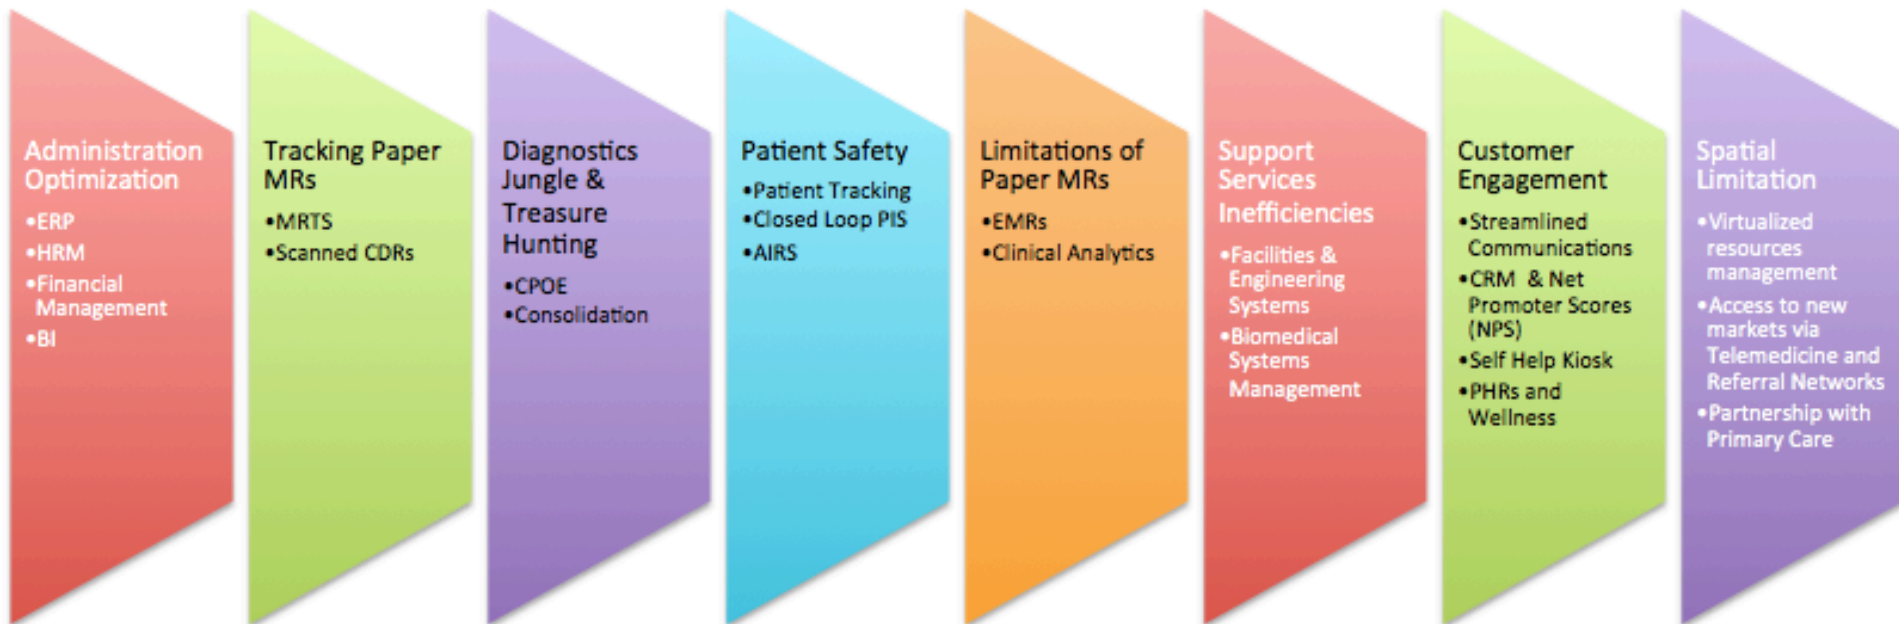 Administration
Optimization
•ERP
•HRM
•Financial
Management
•BI
Tracking Paper
MRs
•MRTS
•Scanned CDRs
Diagnostics
Jungle &
Treasure
Hunting
•CPOE
•Consolidation
Patient Safety
•Patient Tracking
•Closed Loop PIS
•AIRS
Limitations of
Paper MRs
•EMRs
•Clinical Analytics
Support
Services
Inefficiencies
•Facilities &
Engineering
Systems
•Biomedical
Systems
Management
Customer
Engagement
•Streamlined
Communications
•CRM & Net
Promoter Scores
(NPS)
•Self Help Kiosk
•PHRs and
Wellness
Spatial
Limitation
•Virtualized
resources
management
•Access to new
markets via
Telemedicine and
Referral Networks
•Partnership with
Primary Care